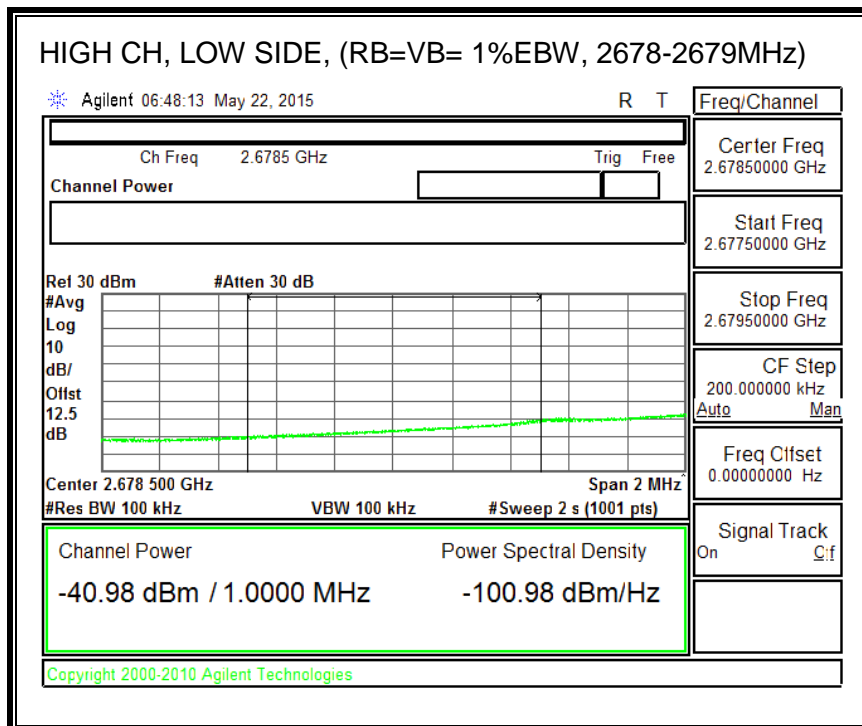 HIGH CH, LOW SIDE, (RB=VB= 1%EBW, 2678-2679MHz)
Agilent 06:48:13 May 22, 2015 R T
Freq/Channel
Ch Freq 2.6785 GHz Trig Free
Channel Power
Center Freq
2.67850000 GHz
Start Freq
2.67750000 GHz
Stop Freq
2.67950000 GHz
CF Step
200.000000 kHz
Auto Man
Freq Offset
0.00000000 Hz
Signal Track
On Off
Ref 30 dBm #Atten 30 dB
#Avg
Log
10
dB/
Offst
12.5
dB
Center 2.678 500 GHz Span 2 MHz
#Res BW 100 kHz VBW 100 kHz #Sweep 2 s (1001 pts)
Channel Power Power Spectral Density
-40.98 dBm / 1.0000 MHz -100.98 dBm/Hz
Copyright 2000-2010 Agilent Technologies